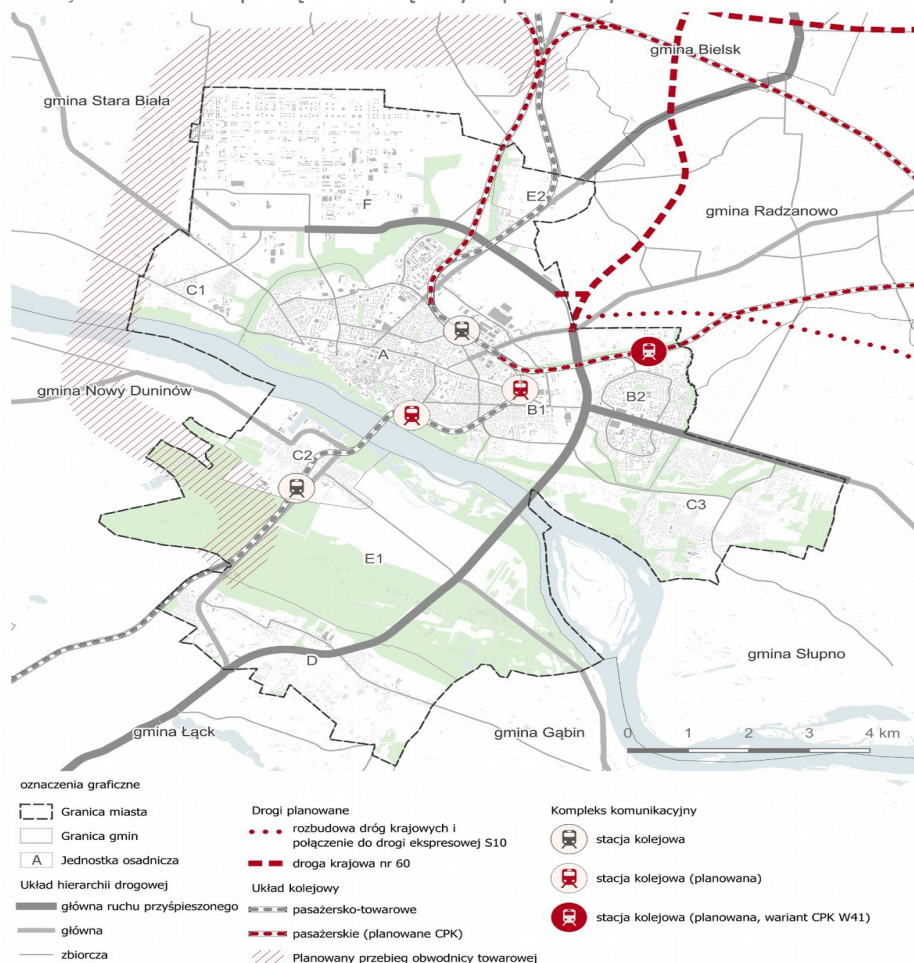 gmina Bielsk
gmina Stara Biała
F
E2
gmina Radzanowo
C1
A
gmina Nowy Duninów
B1
B2
C2
C3
E1
gmina Słupno
D
gmina Łąck
gmina Gąbin
0 1 2 3 4 km
oznaczenia graficzne
Granica miasta
Granica gmin
A Jednostka osadnicza
Układ hierarchii drogowej
główna ruchu przyśpieszonego
główna
zbiorcza
Drogi planowane
rozbudowa dróg krajowych i
połączenie do drogi ekspresowej S10
droga krajowa nr 60
Układ kolejowy
pasażersko-towarowe
pasażerskie (planowane CPK)
Planowany przebieg obwodnicy towarowej
Kompleks komunikacyjny
stacja kolejowa
stacja kolejowa (planowana)
stacja kolejowa (planowana, wariant CPK W41)